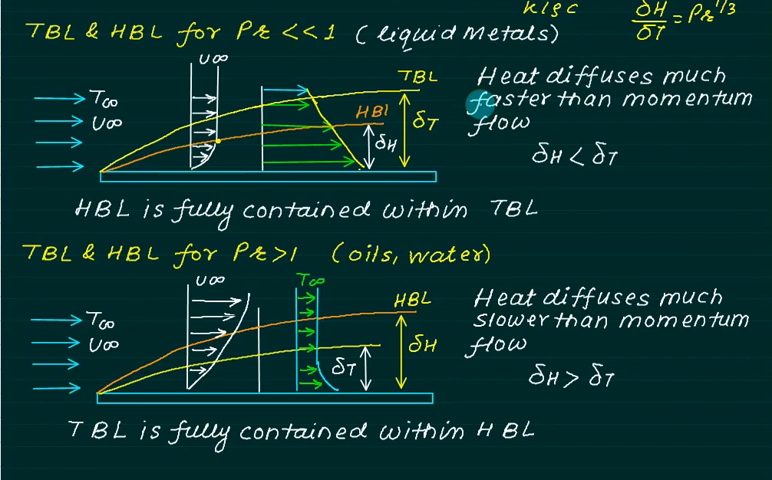 δH/δT = Pr^1/3
TBL & HBL for Pr <<1 (liquid Metals)
U∞
T∞
U∞
TBL
HBL
δH
δT
Heat diffuses much
faster than momentum
flow
δH < δT
HBL is fully contained within TBL
TBL & HBL for Pr >1 (oils, water)
U∞
T∞
T∞
U∞
HBL
δH
δT
Heat diffuses much
slower than momentum
flow
δH > δT
TBL is fully contained within HBL